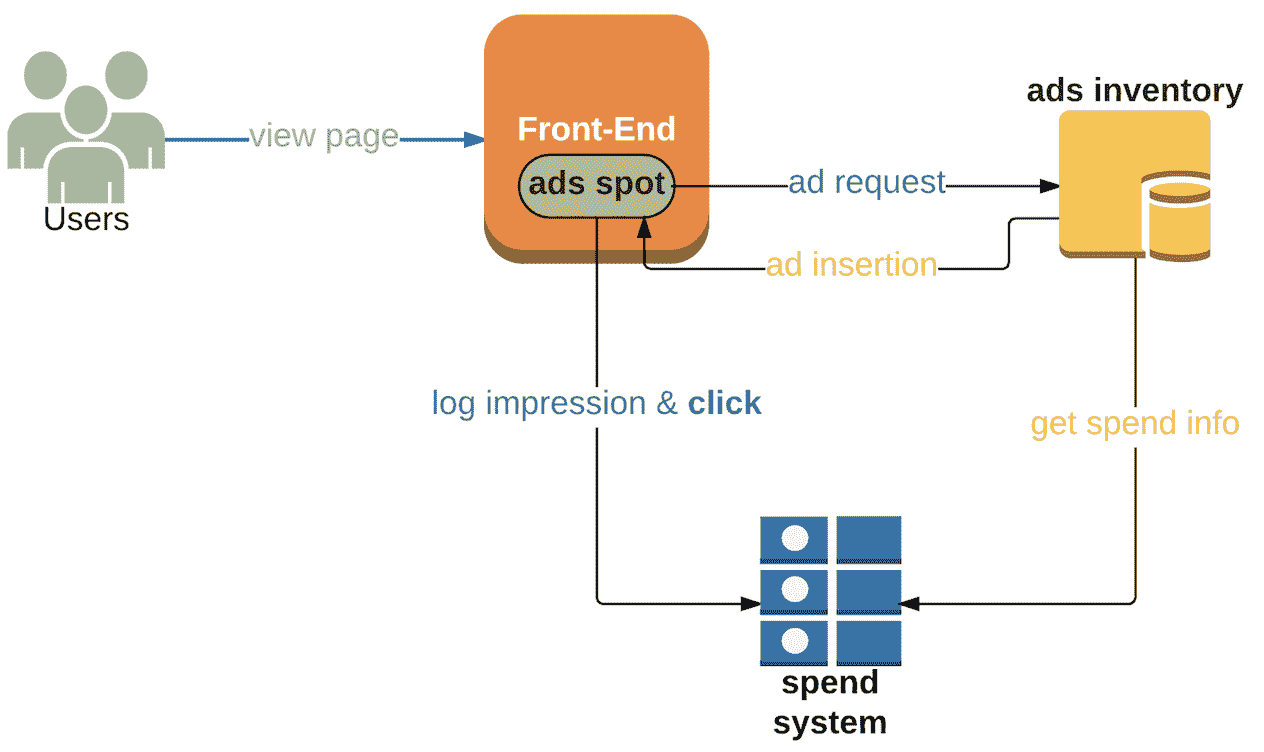 ads inventory
Front-End
view page
ads spot
ad request
Users
ad insertion
log impression & click
get spend info
spend
system